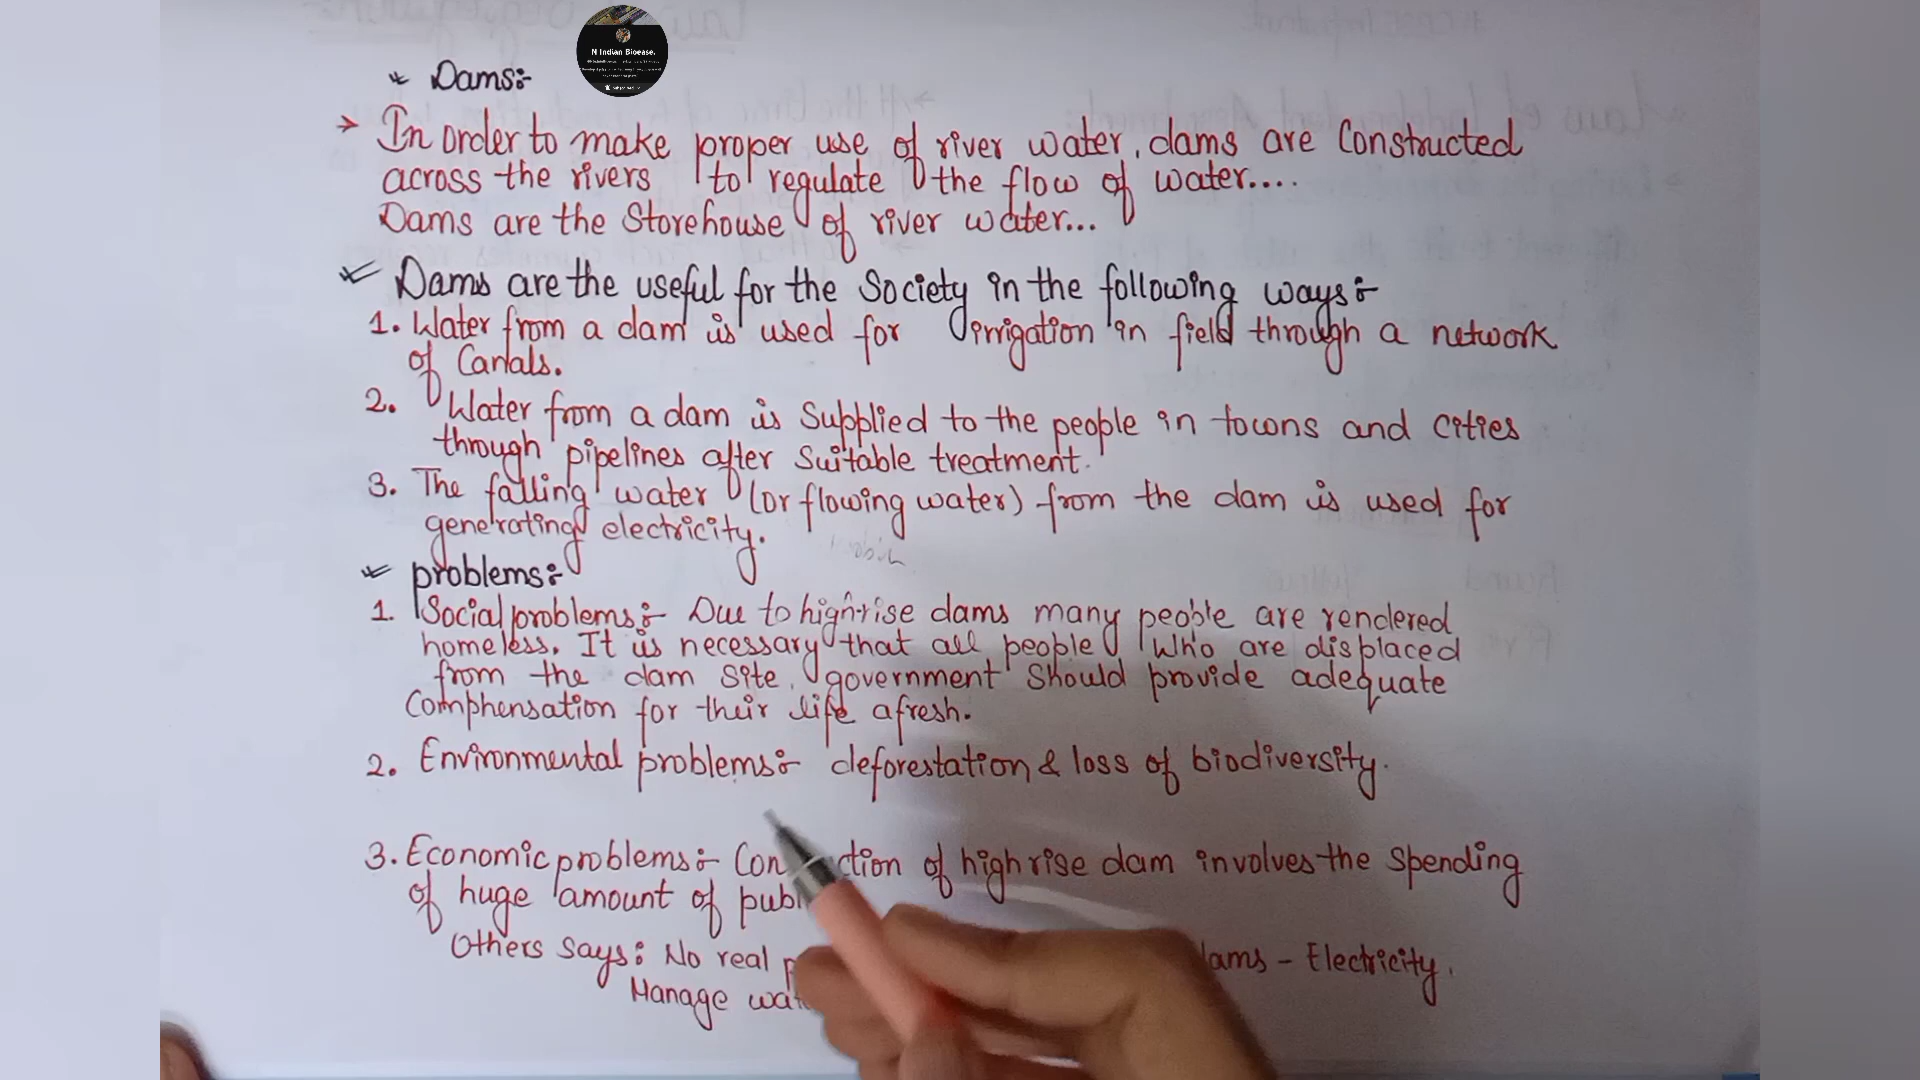 N Indian Bioease.
* Dams:-
→ In order to make proper use of river water, dams are Constructed
across the rivers to regulate the flow of water....
Dams are the Storehouse of river water...
* Dams are the useful for the Society in the following ways:-
1. Water from a dam is used for irrigation in field through a network
of Canals.
2. Water from a dam is Supplied to the people in towns and cities
through pipelines after Suitable treatment.
3. The falling water (or flowing water) from the dam is used for
generating electricity.
* problems:-
1. Social problems:- Due to high-rise dams many people are rendered
homeless. It is necessary that all people who are displaced
from the dam site, government should provide adequate
Comphensation for their life afresh.
2. Environmental problems:- deforestation & loss of biodiversity.
3. Economic problems:- Con ction of high rise dam involves the Spending
of huge amount of
Others says: No real ams - Electricity.
Manage